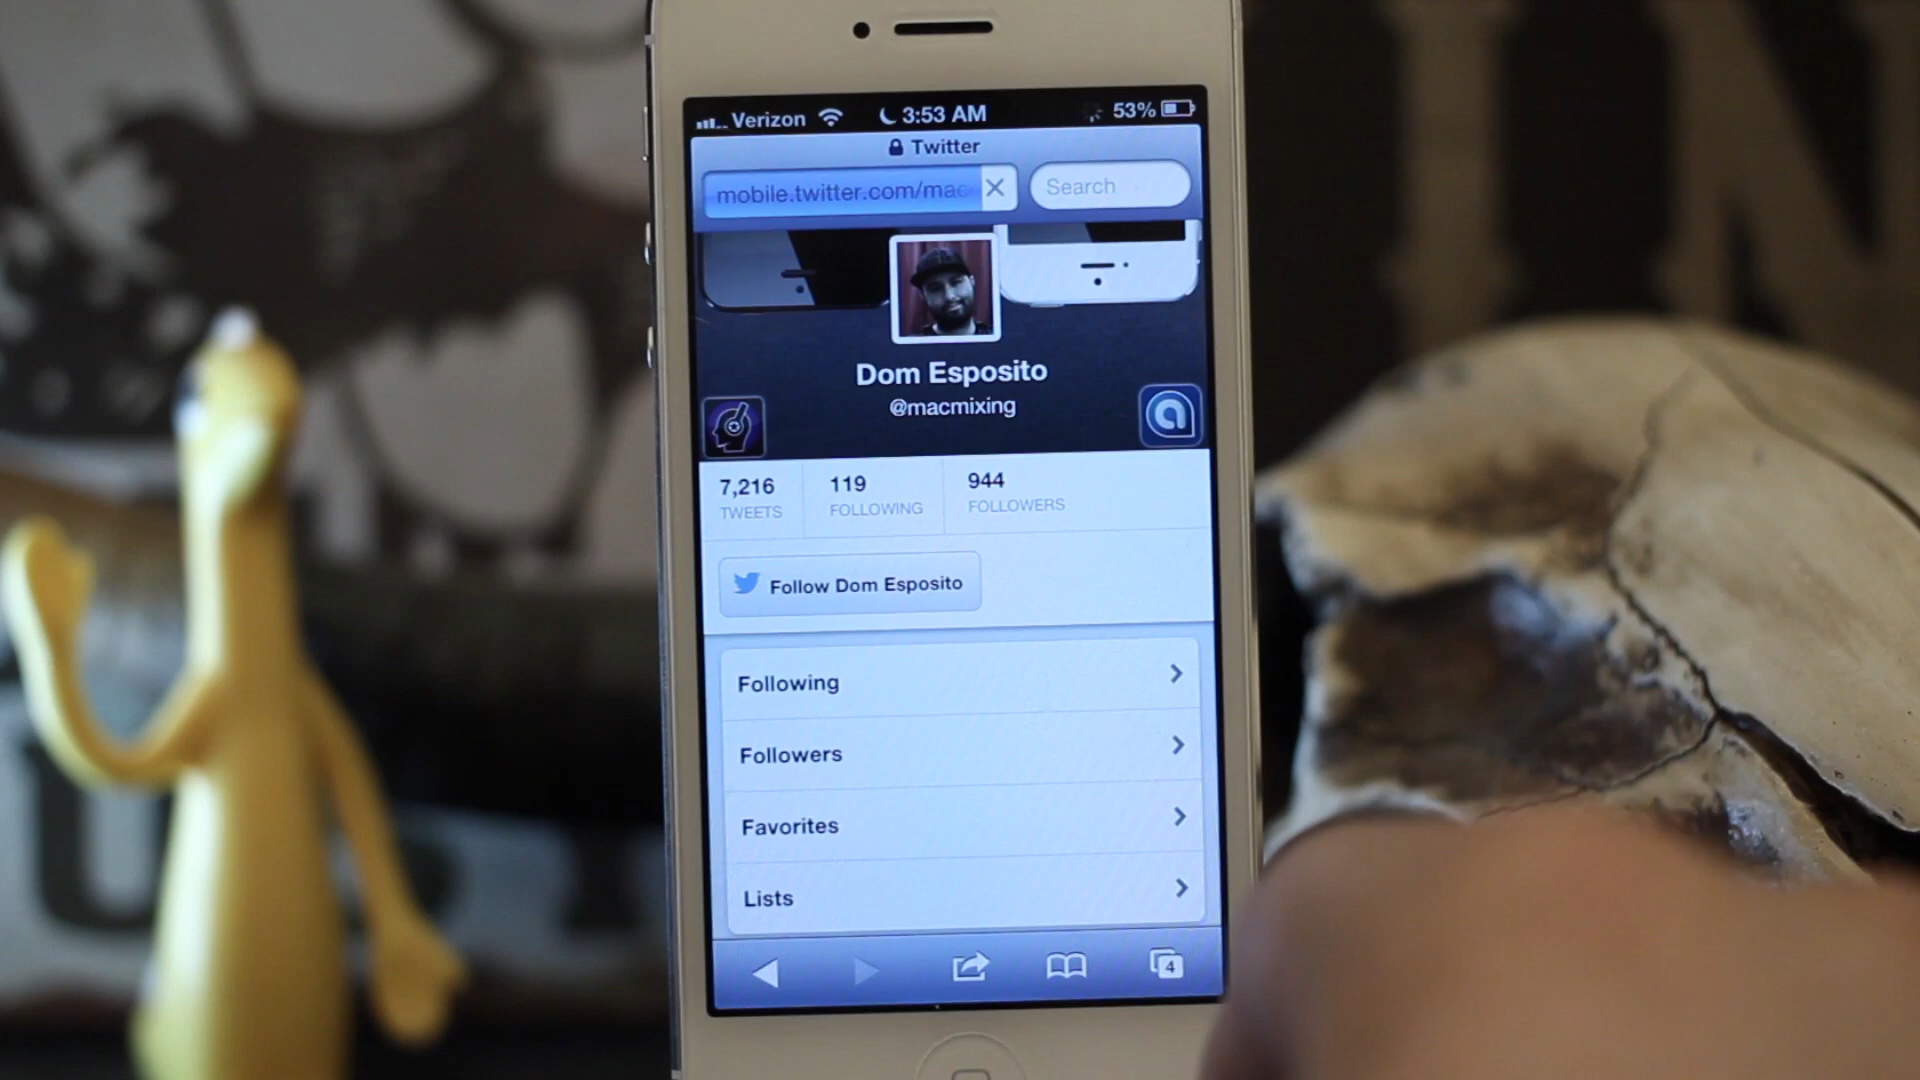 Verizon 3:53 AM 53%
Twitter
mobile.twitter.com/mac Search
Dom Esposito
@macmixing
7,216 119 944
TWEETS FOLLOWING FOLLOWERS
Follow Dom Esposito
Following
Followers
Favorites
Lists
4